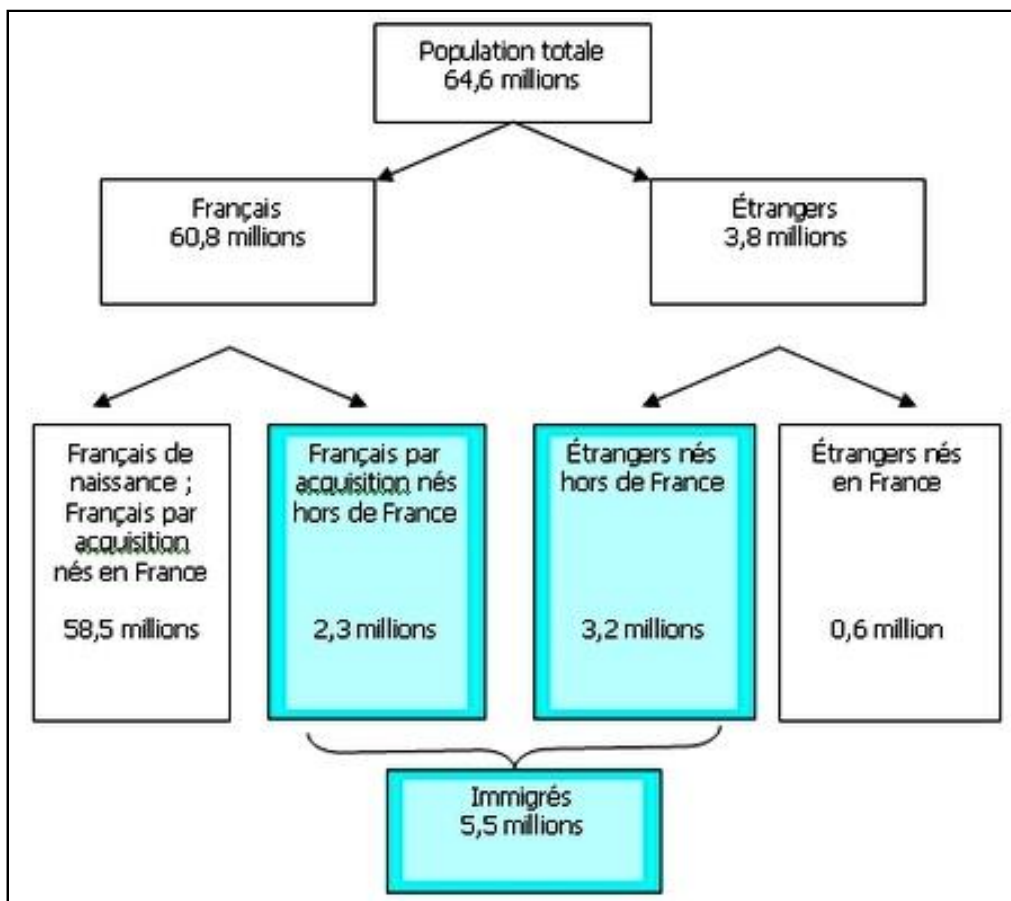 Population totale
64,6 millions
Français
60,8 millions
Étrangers
3,8 millions
Français de
naissance ;
Français par
acquisition
nés en France
58,5 millions
Français par
acquisition nés
hors de France
2,3 millions
Étrangers nés
hors de France
3,2 millions
Étrangers nés
en France
0,6 million
Immigrés
5,5 millions